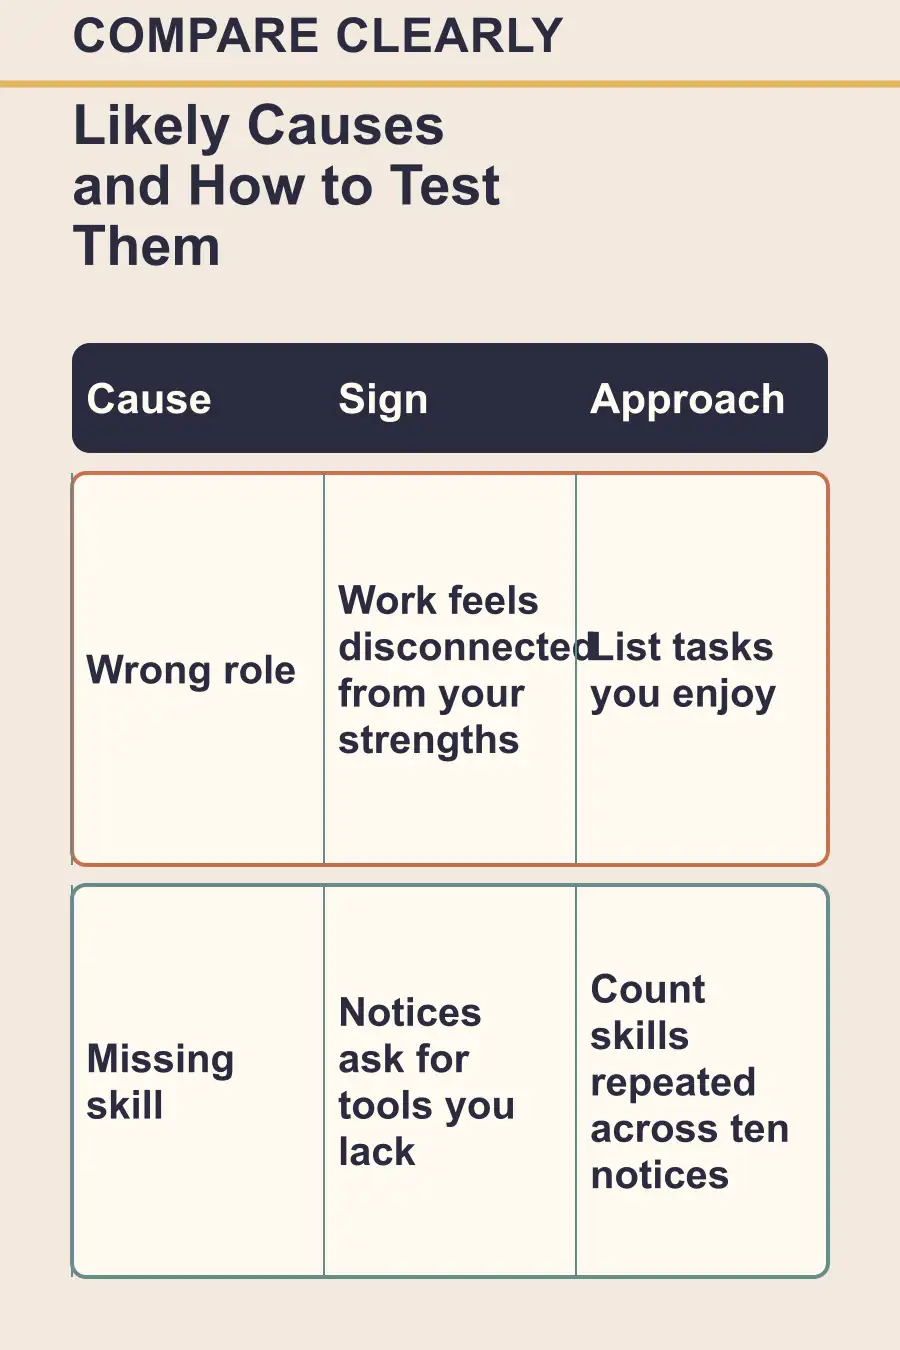 COMPARE CLEARLY
Likely Causes
and How to Test
Them
Cause
Sign
Approach
Wrong role
Work feels
disconnected
from your
strengths
List tasks
you enjoy
Missing
skill
Notices
ask for
tools you
lack
Count
skills
repeated
across ten
notices